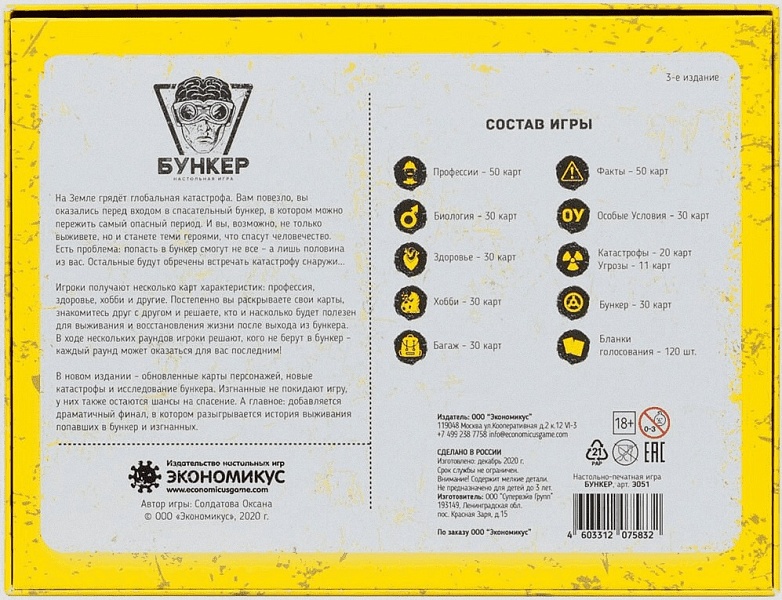 3-е издание
БУНКЕР
НАСТОЛЬНАЯ ИГРА
На Земле грядёт глобальная катастрофа. Вам повезло, вы
оказались перед входом в спасательный бункер, в котором можно
пережить самый опасный период. И вы, возможно, не только
выживете, но и станете теми героями, что спасут человечество.
Есть проблема: попасть в бункер смогут не все – а лишь половина
из вас. Остальные будут обречены встречать катастрофу снаружи...
Игроки получают несколько карт характеристик: профессия,
здоровье, хобби и другие. Постепенно вы раскрываете свои карты,
знакомитесь друг с другом и решаете, кто и насколько будет полезен
для выживания и восстановления жизни после выхода из бункера.
В ходе нескольких раундов игроки решают, кого не берут в бункер –
каждый раунд может оказаться для вас последним!
В новом издании – обновленные карты персонажей, новые
катастрофы и исследование бункера. Изгнанные не покидают игру,
у них также остаются шансы на спасение. А главное: добавляется
драматичный финал, в котором разыгрывается история выживания
попавших в бункер и изгнанных.
Издательство настольных игр
ЭКОНОМИКУС
www.economicusgame.com
Автор игры: Солдатова Оксана
© ООО «Экономикус», 2020 г.
СОСТАВ ИГРЫ
Профессии – 50 карт
Биология – 30 карт
Здоровье – 30 карт
Хобби – 30 карт
Багаж – 30 карт
Факты – 50 карт
ОУ
Особые Условия – 30 карт
Катастрофы – 20 карт
Угрозы – 11 карт
Бункер – 30 карт
Бланки
голосования – 120 шт.
Издатель: ООО "Экономикус"
119048 Москва ул.Кооперативная д.2 к.12 VI-3
+7 499 238 7758 info@economicusgame.com
СДЕЛАНО В РОССИИ
Изготовлено: декабрь 2020 г.
Срок службы не ограничен.
Внимание! Содержит мелкие детали.
Не предназначено для детей до 3 лет.
Изготовитель: ООО "Супервэйв Групп"
193149, Ленинградская обл.
пос. Красная Заря, д.15
По заказу ООО "Экономикус"
18+
0-3
21
PAP
EAC
Настольно-печатная игра
БУНКЕР, арт. Э051
4 603312 075832